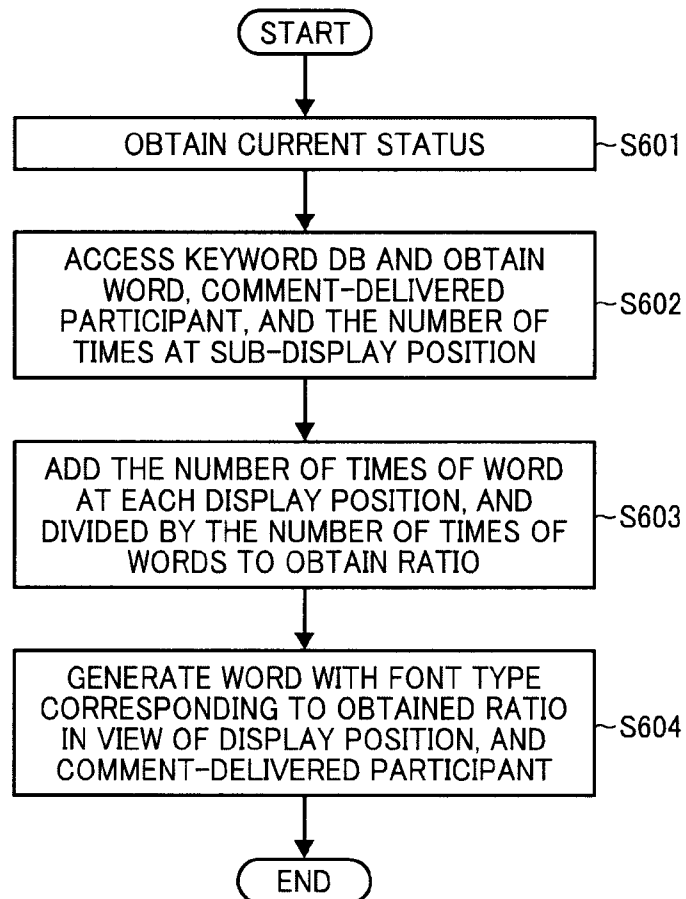 START
OBTAIN CURRENT STATUS
S601
ACCESS KEYWORD DB AND OBTAIN
WORD, COMMENT-DELIVERED
PARTICIPANT, AND THE NUMBER OF
TIMES AT SUB-DISPLAY POSITION
S602
ADD THE NUMBER OF TIMES OF WORD
AT EACH DISPLAY POSITION, AND
DIVIDED BY THE NUMBER OF TIMES OF
WORDS TO OBTAIN RATIO
S603
GENERATE WORD WITH FONT TYPE
CORRESPONDING TO OBTAINED RATIO
IN VIEW OF DISPLAY POSITION, AND
COMMENT-DELIVERED PARTICIPANT
S604
END